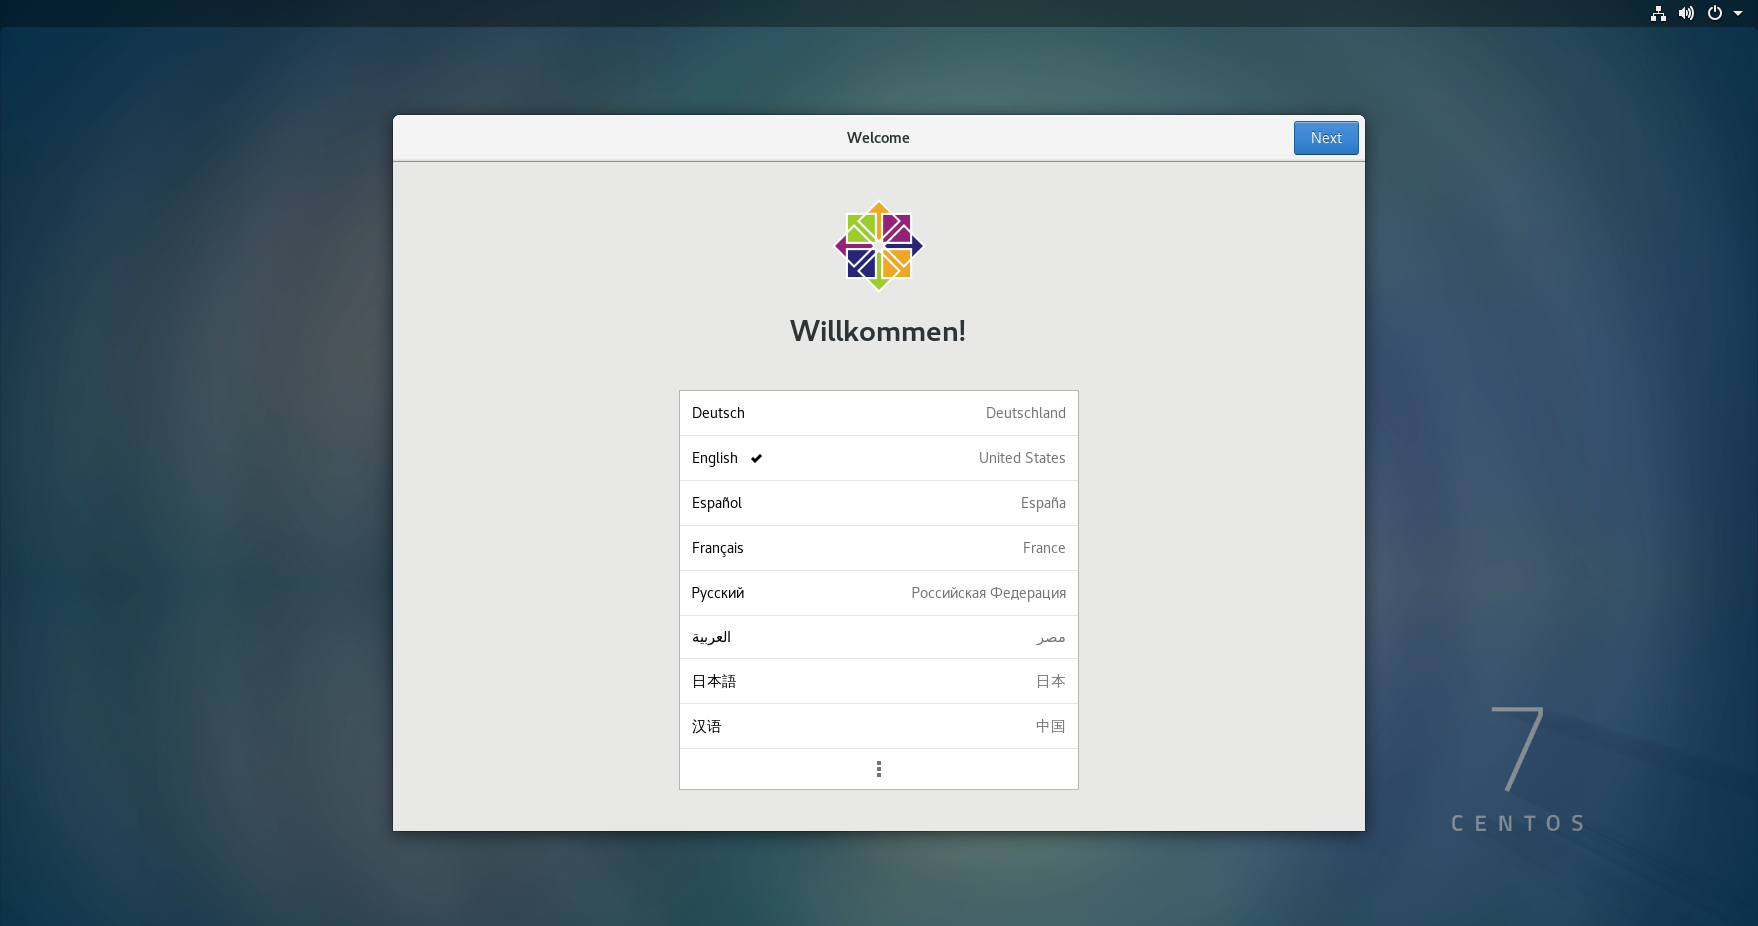 Welcome
Next
Willkommen!
Deutsch Deutschland
English United States
Español España
Français France
Русский Российская Федерация
العربية مصر
日本語 日本
汉语 中国
7
CENTOS